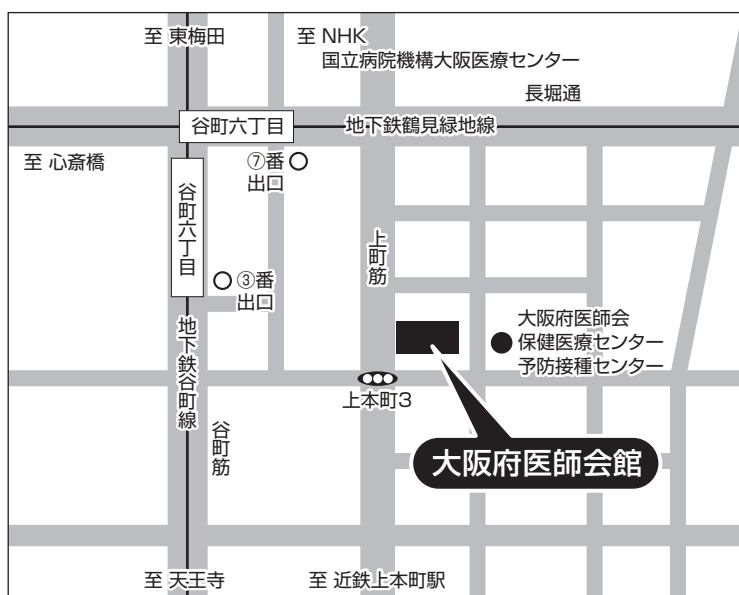 至 東梅田
至 NHK
国立病院機構大阪医療センター
長堀通
谷町六丁目
地下鉄鶴見緑地線
至 心斎橋
⑦番
出口
谷町六丁目
③番
出口
上町筋
大阪府医師会
保健医療センター
予防接種センター
地下鉄谷町線
上本町3
谷町筋
大阪府医師会館
至 天王寺
至 近鉄上本町駅